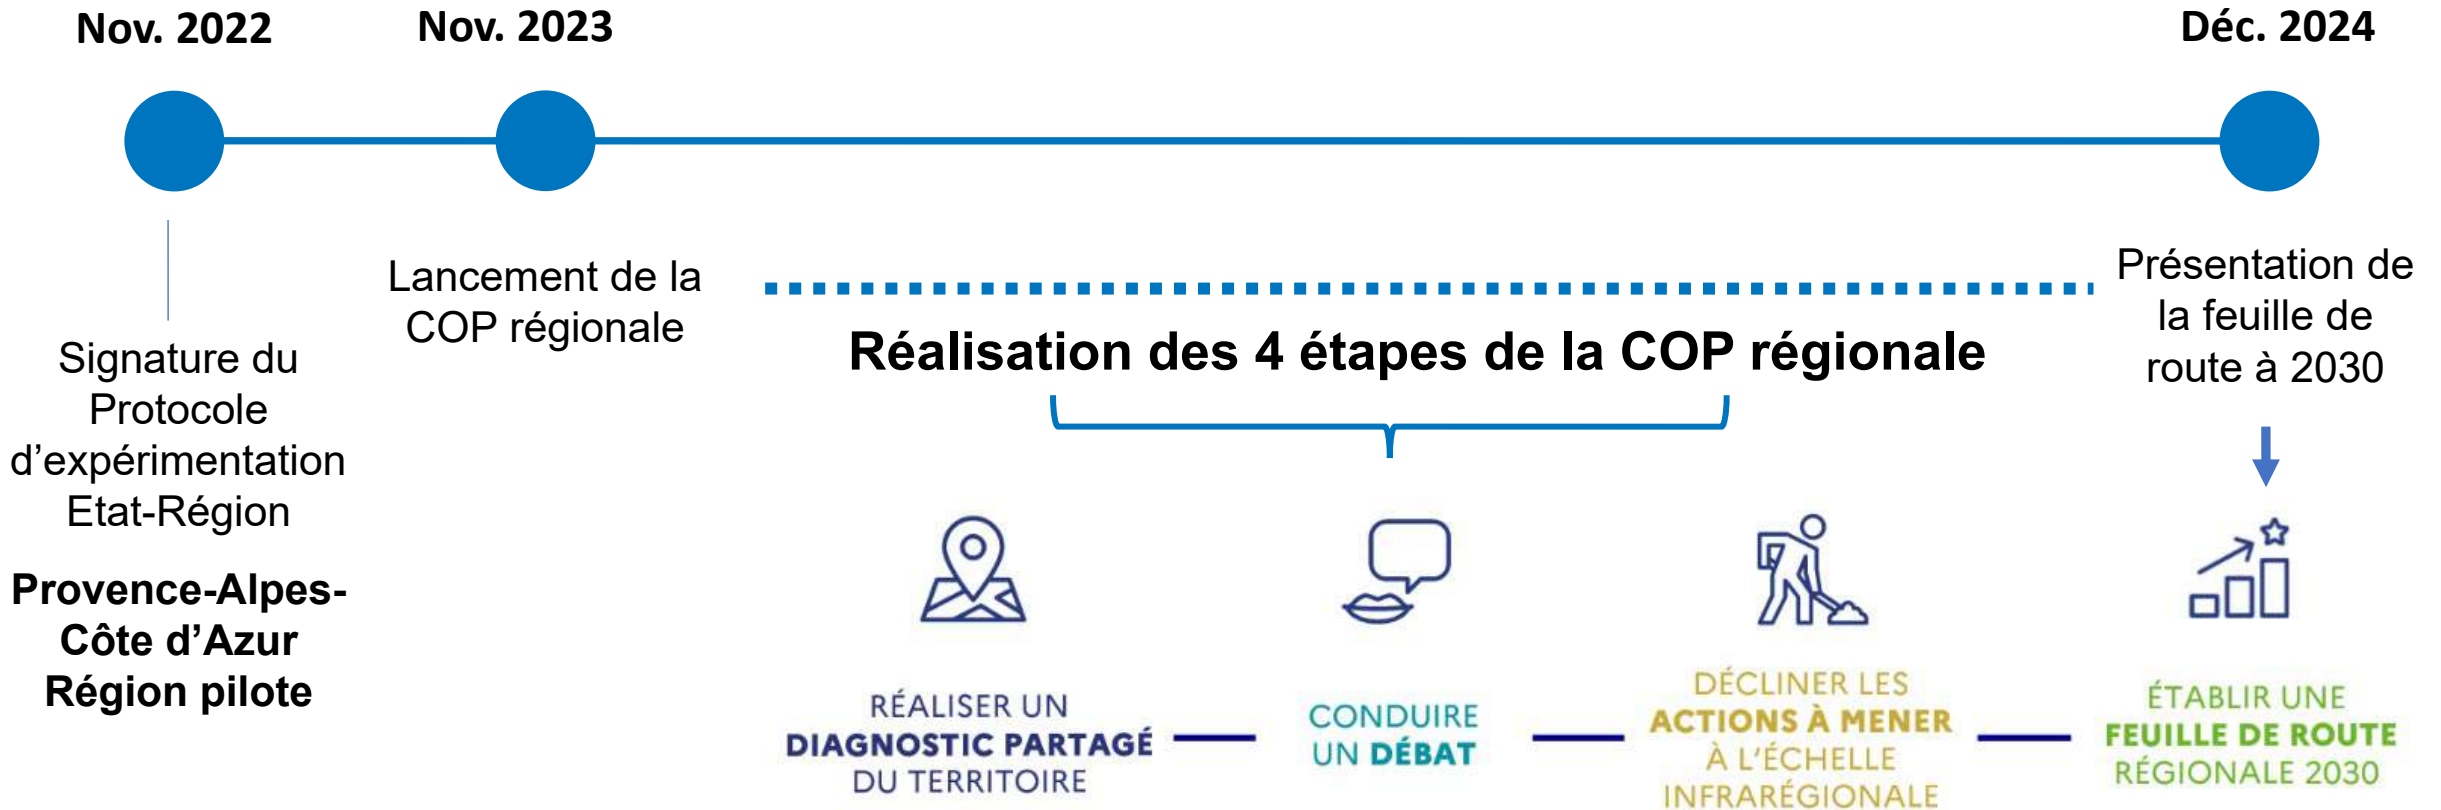 Nov. 2022
Nov. 2023
Déc. 2024
Signature du
Protocole
d’expérimentation
Etat-Région
Provence-Alpes-
Côte d’Azur
Région pilote
Lancement de la
COP régionale
Réalisation des 4 étapes de la COP régionale
Présentation de
la feuille de
route à 2030
RÉALISER UN
DIAGNOSTIC PARTAGÉ
DU TERRITOIRE
CONDUIRE
UN DÉBAT
DÉCLINER LES
ACTIONS À MENER
À L’ÉCHELLE
INFRARÉGIONALE
ÉTABLIR UNE
FEUILLE DE ROUTE
RÉGIONALE 2030